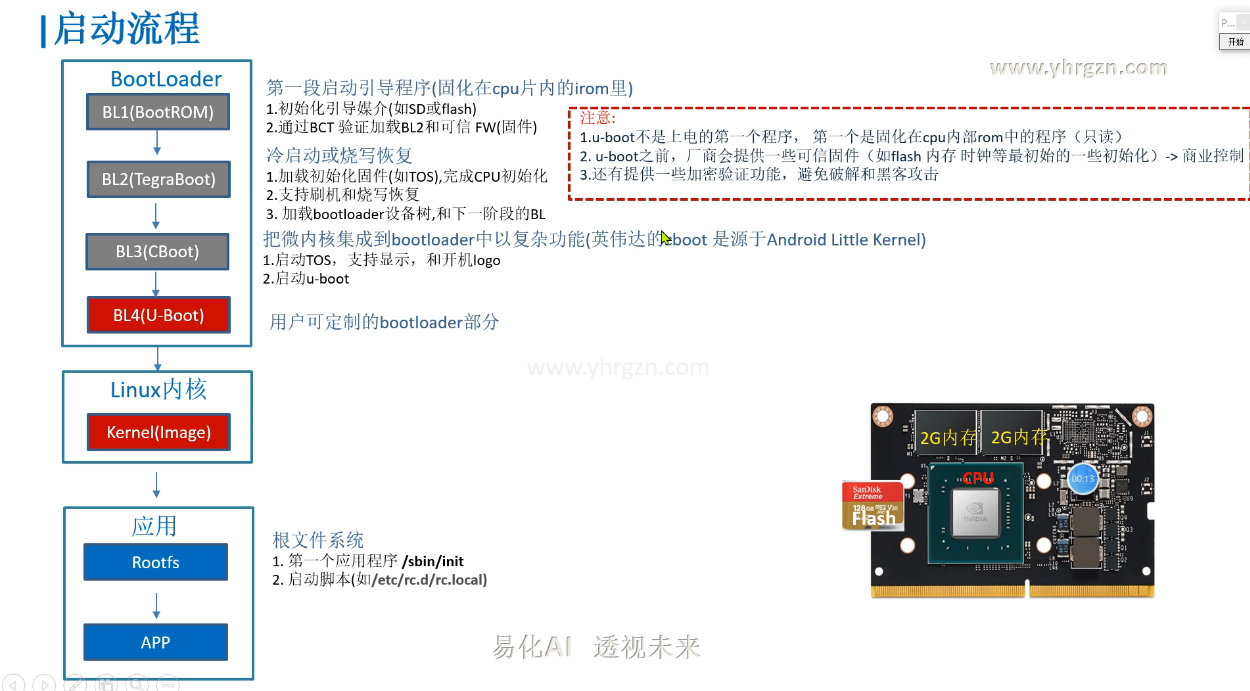 启动流程
P...
开始
www.yhrgzn.com
BootLoader
BL1(BootROM)
第一段启动引导程序(固化在cpu片内的irom里)
1.初始化引导媒介(如SD或flash)
2.通过BCT 验证加载BL2和可信 FW(固件)
注意:
1.u-boot不是上电的第一个程序， 第一个是固化在cpu内部rom中的程序（只读）
2. u-boot之前，厂商会提供一些可信固件（如flash 内存 时钟等最初始的一些初始化）-> 商业控制
3.还有提供一些加密验证功能，避免破解和黑客攻击
BL2(TegraBoot)
冷启动或烧写恢复
1.加载初始化固件(如TOS),完成CPU初始化
2.支持刷机和烧写恢复
3. 加载bootloader设备树,和下一阶段的BL
BL3(CBoot)
把微内核集成到bootloader中以复杂功能(英伟达的cboot 是源于Android Little Kernel)
1.启动TOS，支持显示，和开机logo
2.启动u-boot
BL4(U-Boot)
用户可定制的bootloader部分
www.yhrgzn.com
Linux内核
Kernel(Image)
2G内存
2G内存
CPU
00:13
SanDisk
Extreme
128GB
V30
Flash
NVIDIA
应用
Rootfs
根文件系统
1. 第一个应用程序 /sbin/init
2. 启动脚本(如/etc/rc.d/rc.local)
APP
易化AI 透视未来